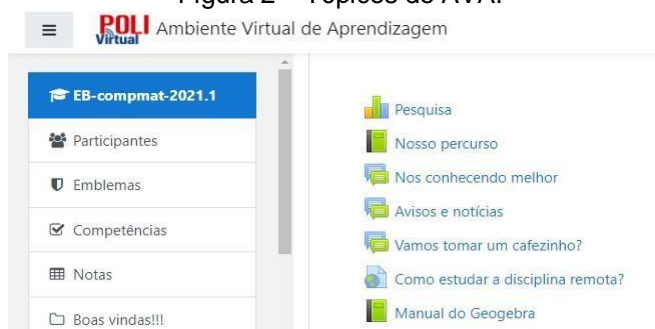 Figura 2 – Tópicos do AVA.
POLI Virtual Ambiente Virtual de Aprendizagem
EB-compmat-2021.1
Participantes
Emblemas
Competências
Notas
Boas vindas!!!
Pesquisa
Nosso percurso
Nos conhecendo melhor
Avisos e notícias
Vamos tomar um cafezinho?
Como estudar a disciplina remota?
Manual do Geogebra